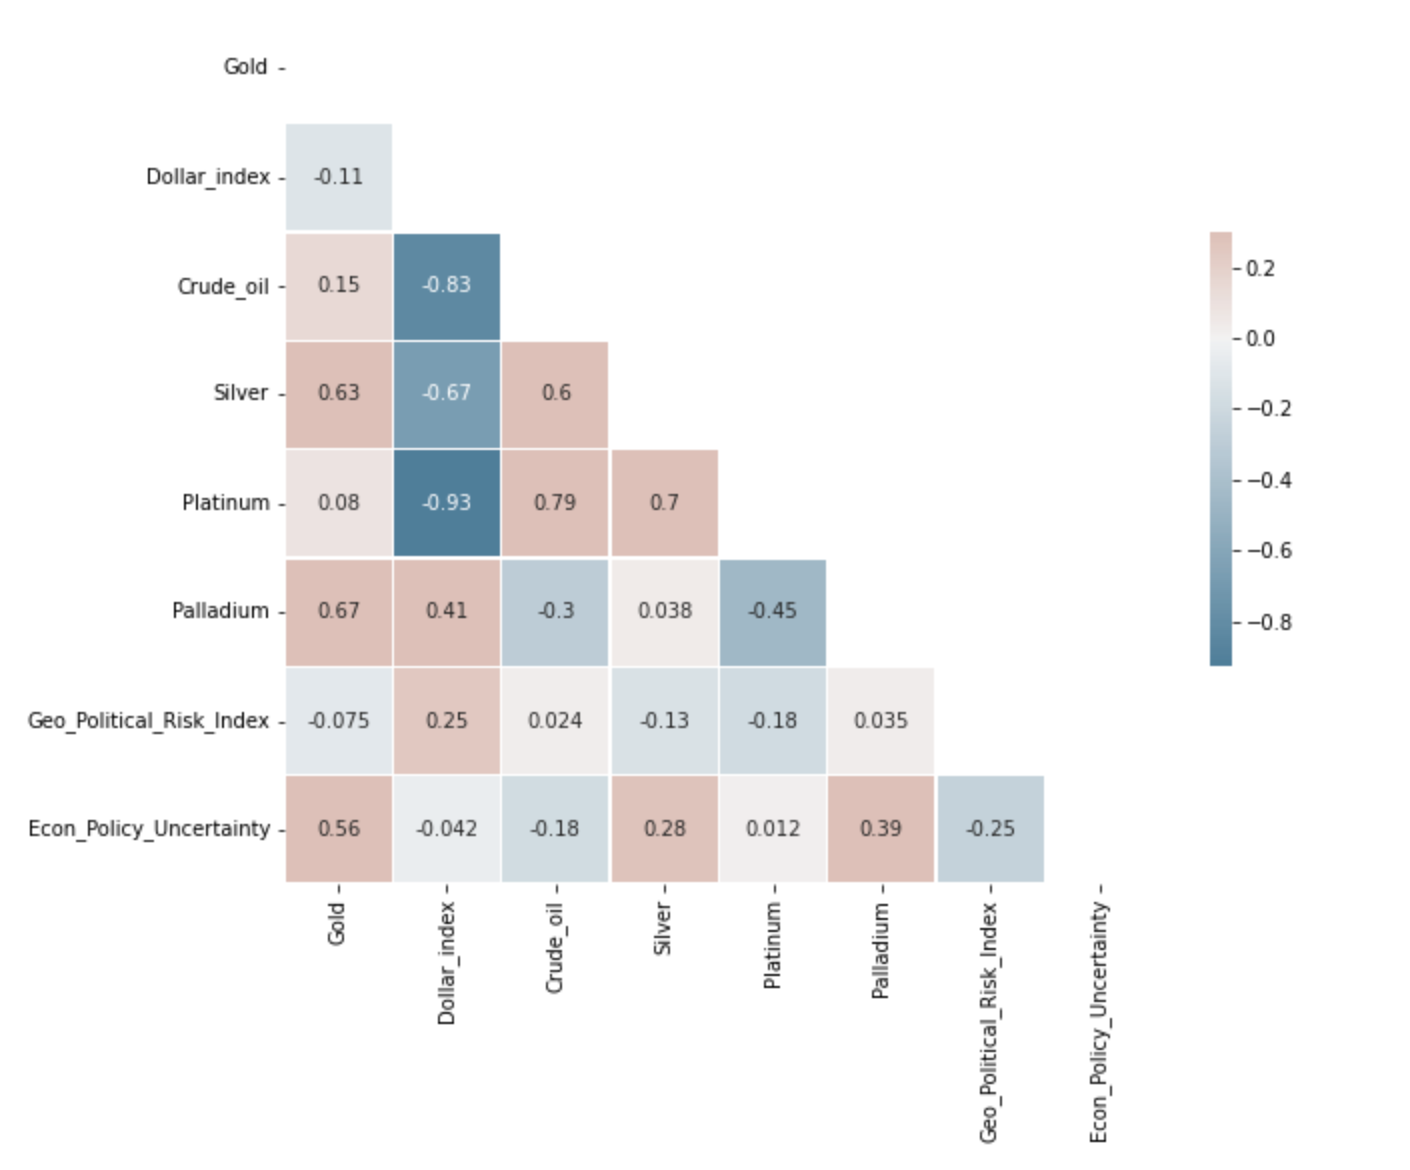 Gold
Dollar_index -0.11
Crude_oil 0.15 -0.83
Silver 0.63 -0.67 0.6
Platinum 0.08 -0.93 0.79 0.7
Palladium 0.67 0.41 -0.3 0.038 -0.45
Geo_Political_Risk_Index -0.075 0.25 0.024 -0.13 -0.18 0.035
Econ_Policy_Uncertainty 0.56 -0.042 -0.18 0.28 0.012 0.39 -0.25
Gold
Dollar_index
Crude_oil
Silver
Platinum
Palladium
Geo_Political_Risk_Index
Econ_Policy_Uncertainty
0.2
0.0
−0.2
−0.4
−0.6
−0.8